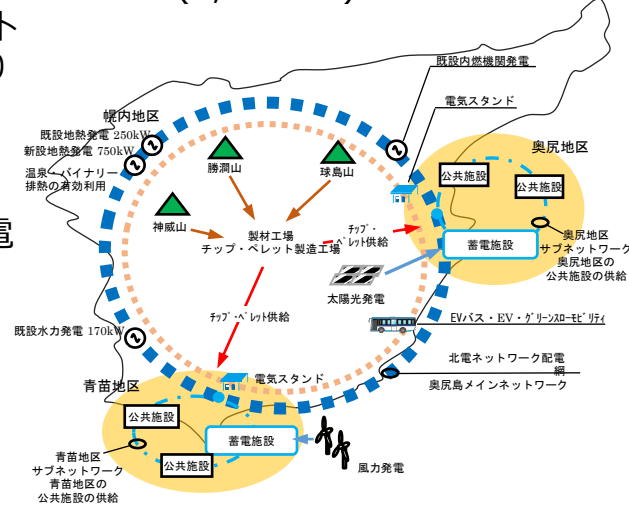 ト
電
既設内燃機関発電
電気スタンド
幌内地区
既設地熱発電 250kW
新設地熱発電 750kW
温泉・バイナリー
排熱の有効利用
勝澗山
球島山
神威山
奥尻地区
公共施設
公共施設
製材工場
チップ・ペレット製造工場
チップ・
ペレット供給
蓄電施設
奥尻地区
サブネットワーク
奥尻地区の
公共施設の供給
太陽光発電
チップ・ペレット供給
EVバス・EV・グリーンスローモビリティ
既設水力発電 170kW
北電ネットワーク配電
網
奥尻島メインネットワーク
青苗地区
電気スタンド
公共施設
蓄電施設
公共施設
青苗地区
サブネットワーク
青苗地区の
公共施設の供給
風力発電